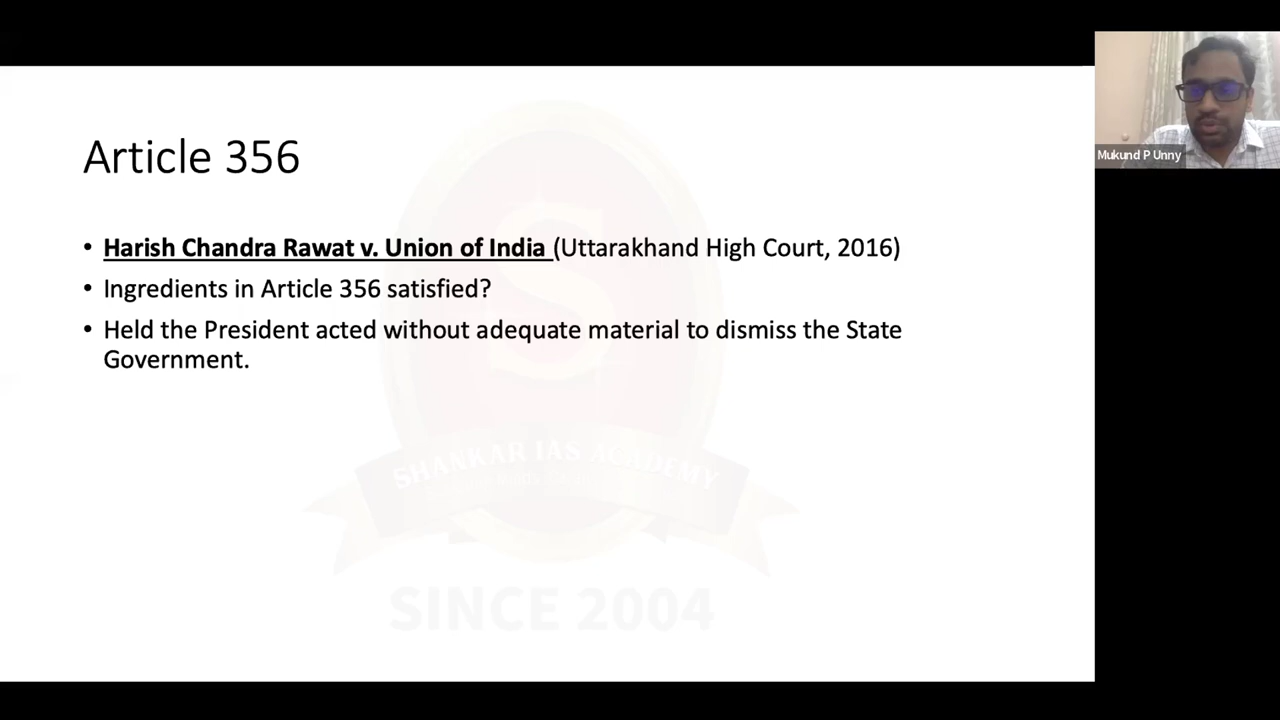 Article 356
• Harish Chandra Rawat v. Union of India (Uttarakhand High Court, 2016)
• Ingredients in Article 356 satisfied?
• Held the President acted without adequate material to dismiss the State
Government.
Mukund P Unny
SHANKAR IAS ACADEMY
SINCE 2004